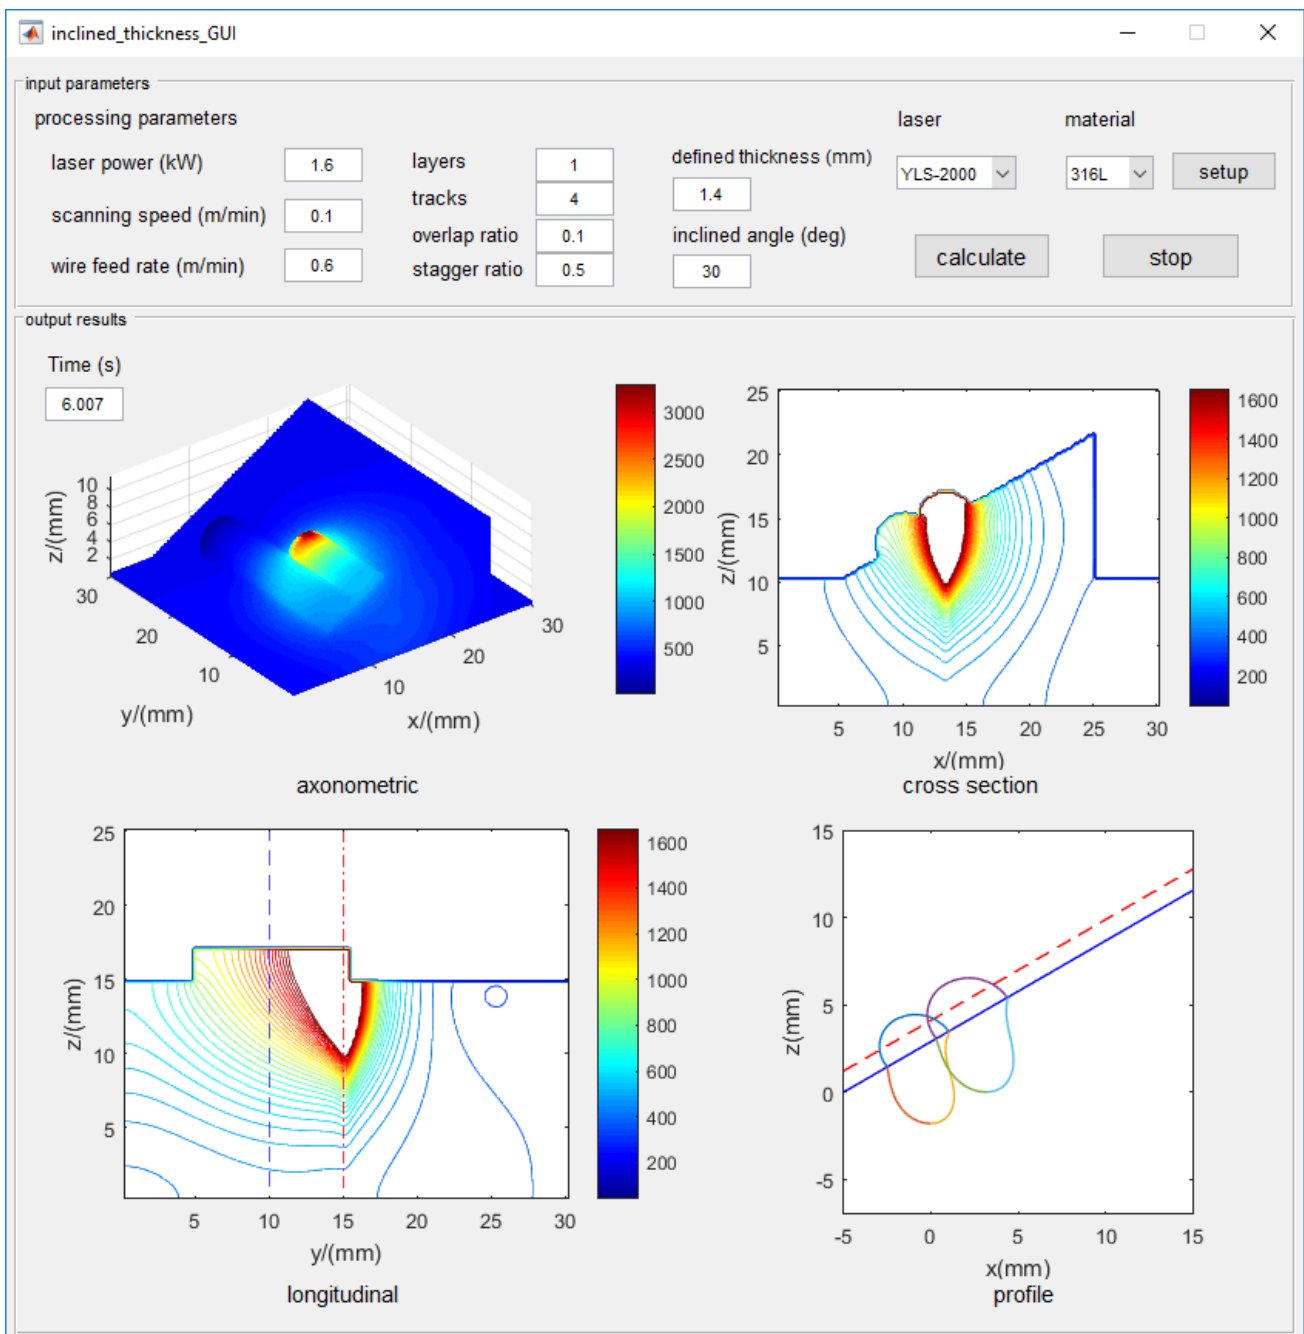 inclined_thickness_GUI
input parameters
processing parameters
laser power (kW) 1.6
scanning speed (m/min) 0.1
wire feed rate (m/min) 0.6
layers 1
tracks 4
overlap ratio 0.1
stagger ratio 0.5
defined thickness (mm)
1.4
inclined angle (deg)
30
laser
YLS-2000
material
316L
setup
calculate
stop
output results
Time (s)
6.007
z/(mm)
10
8
6
4
2
30
20
10
y/(mm)
10
20
30
x/(mm)
3000
2500
2000
1500
1000
500
axonometric
z/(mm)
25
20
15
10
5
5 10 15 20 25 30
x/(mm)
1600
1400
1200
1000
800
600
400
200
cross section
z/(mm)
25
20
15
10
5
5 10 15 20 25 30
y/(mm)
1600
1400
1200
1000
800
600
400
200
longitudinal
z(mm)
15
10
5
0
-5
-5 0 5 10 15
x(mm)
profile